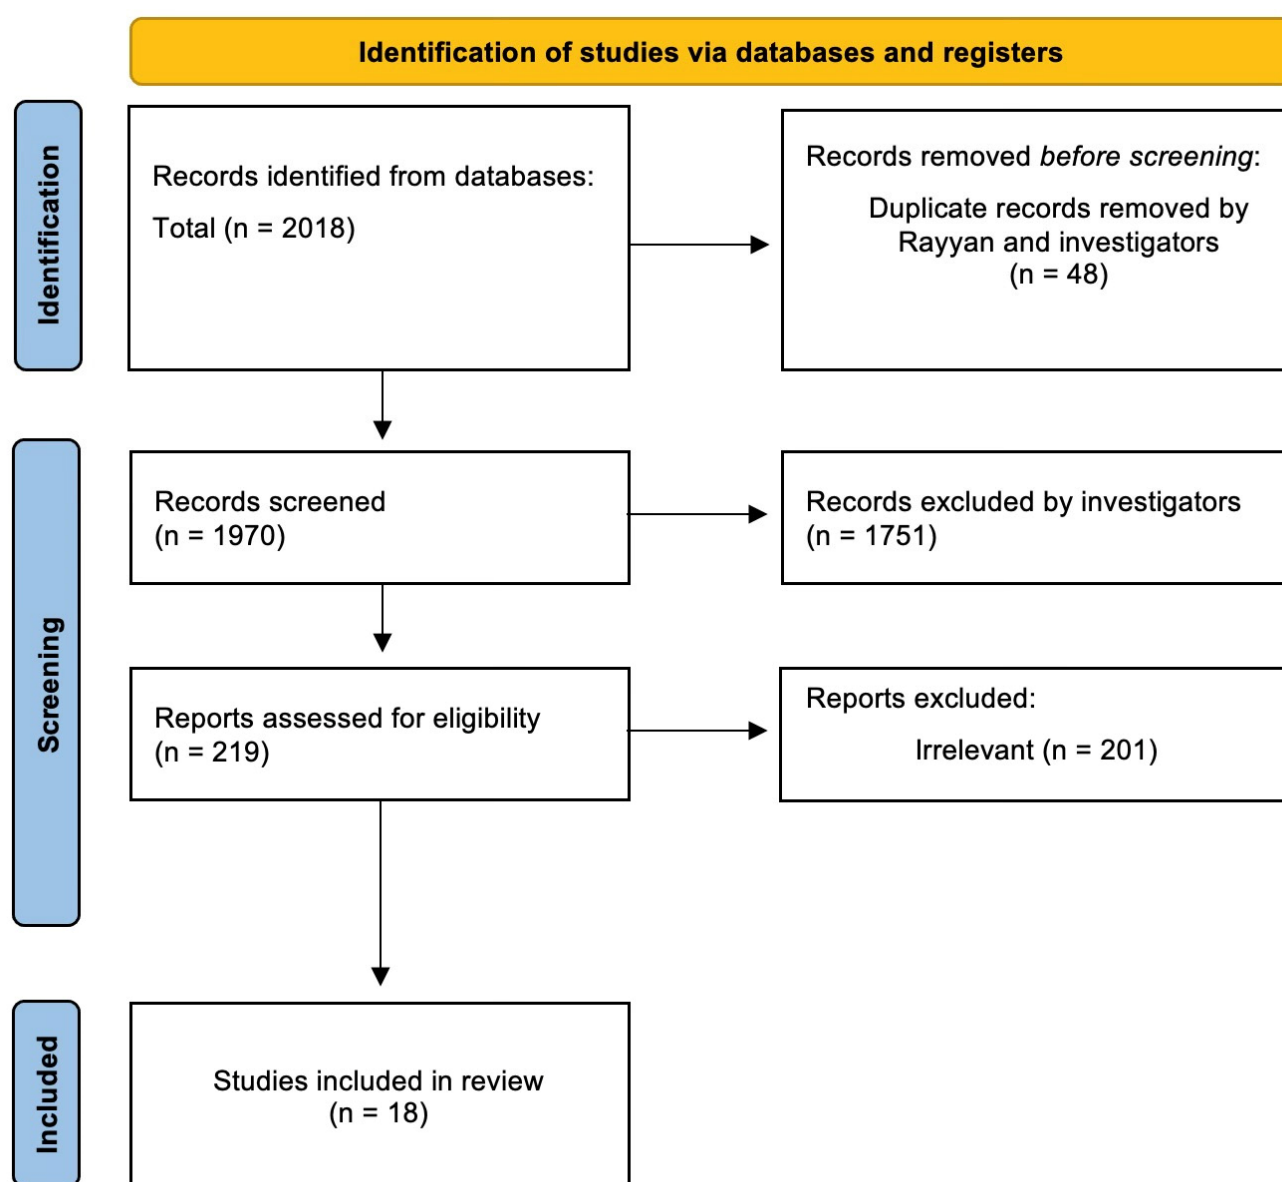 Identification of studies via databases and registers
Identification
Records identified from databases:
Total (n = 2018)
Records removed before screening:
Duplicate records removed by
Rayyan and investigators
(n = 48)
Screening
Records screened
(n = 1970)
Records excluded by investigators
(n = 1751)
Reports assessed for eligibility
(n = 219)
Reports excluded:
Irrelevant (n = 201)
Included
Studies included in review
(n = 18)